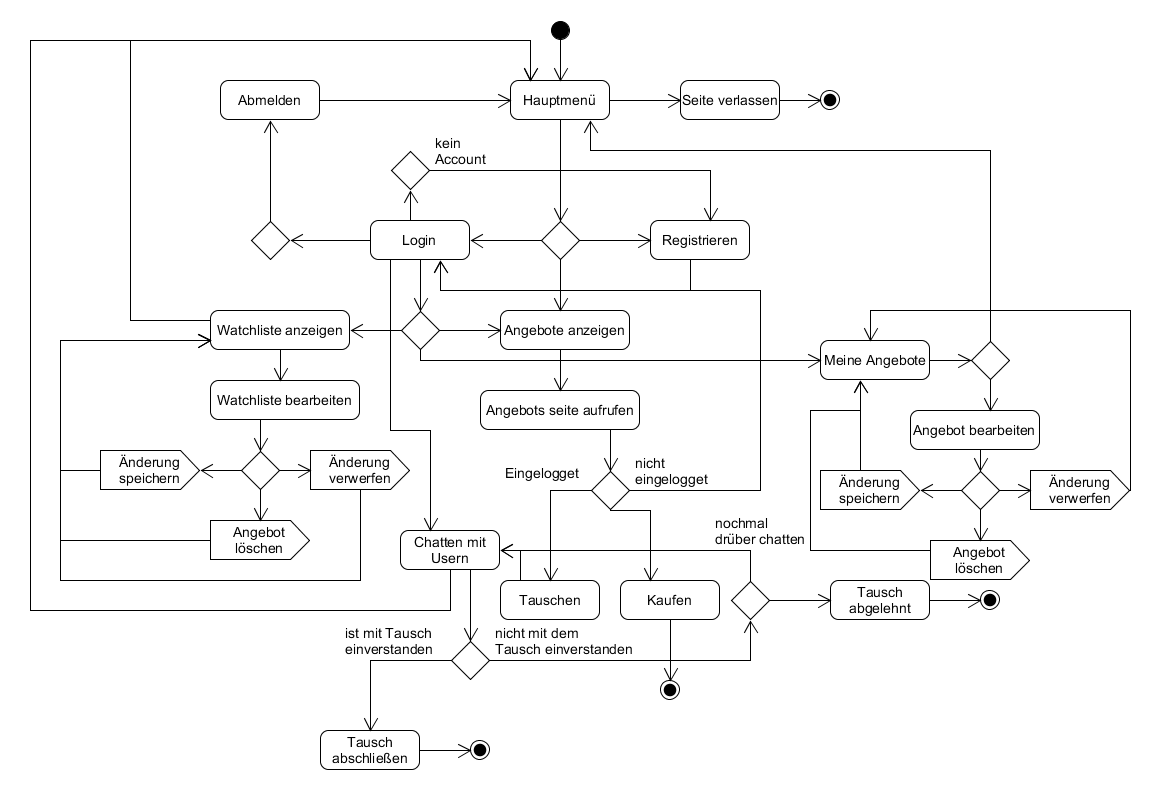 Abmelden
Hauptmenü
Seite verlassen
kein
Account
Login
Registrieren
Watchliste anzeigen
Angebote anzeigen
Meine Angebote
Watchliste bearbeiten
Angebots seite aufrufen
Angebot bearbeiten
Änderung
speichern
Änderung
verwerfen
Eingelogget
nicht
eingelogget
Änderung
speichern
Änderung
verwerfen
Angebot
löschen
Chatten mit
Usern
nochmal
drüber chatten
Angebot
löschen
Tauschen
Kaufen
Tausch
abgelehnt
ist mit Tausch
einverstanden
nicht mit dem
Tausch einverstanden
Tausch
abschließen